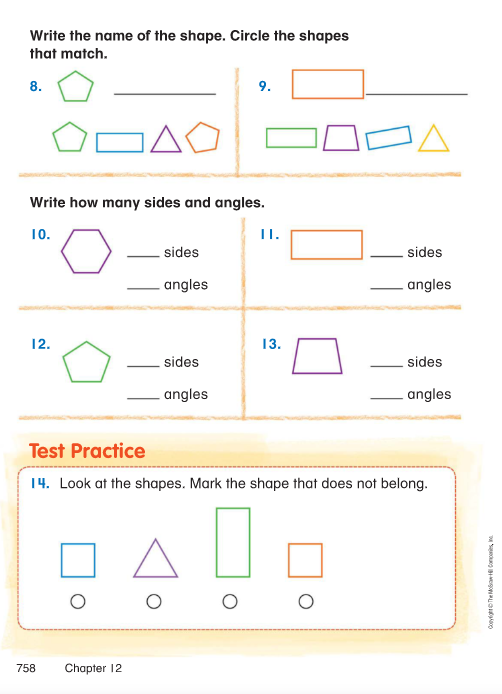 Write the name of the shape. Circle the shapes
that match.
8. ____________
9. ____________
Write how many sides and angles.
10. ____ sides
____ angles
11. ____ sides
____ angles
12. ____ sides
____ angles
13. ____ sides
____ angles
Test Practice
14. Look at the shapes. Mark the shape that does not belong.
Copyright © The McGraw-Hill Companies, Inc.
758 Chapter 12